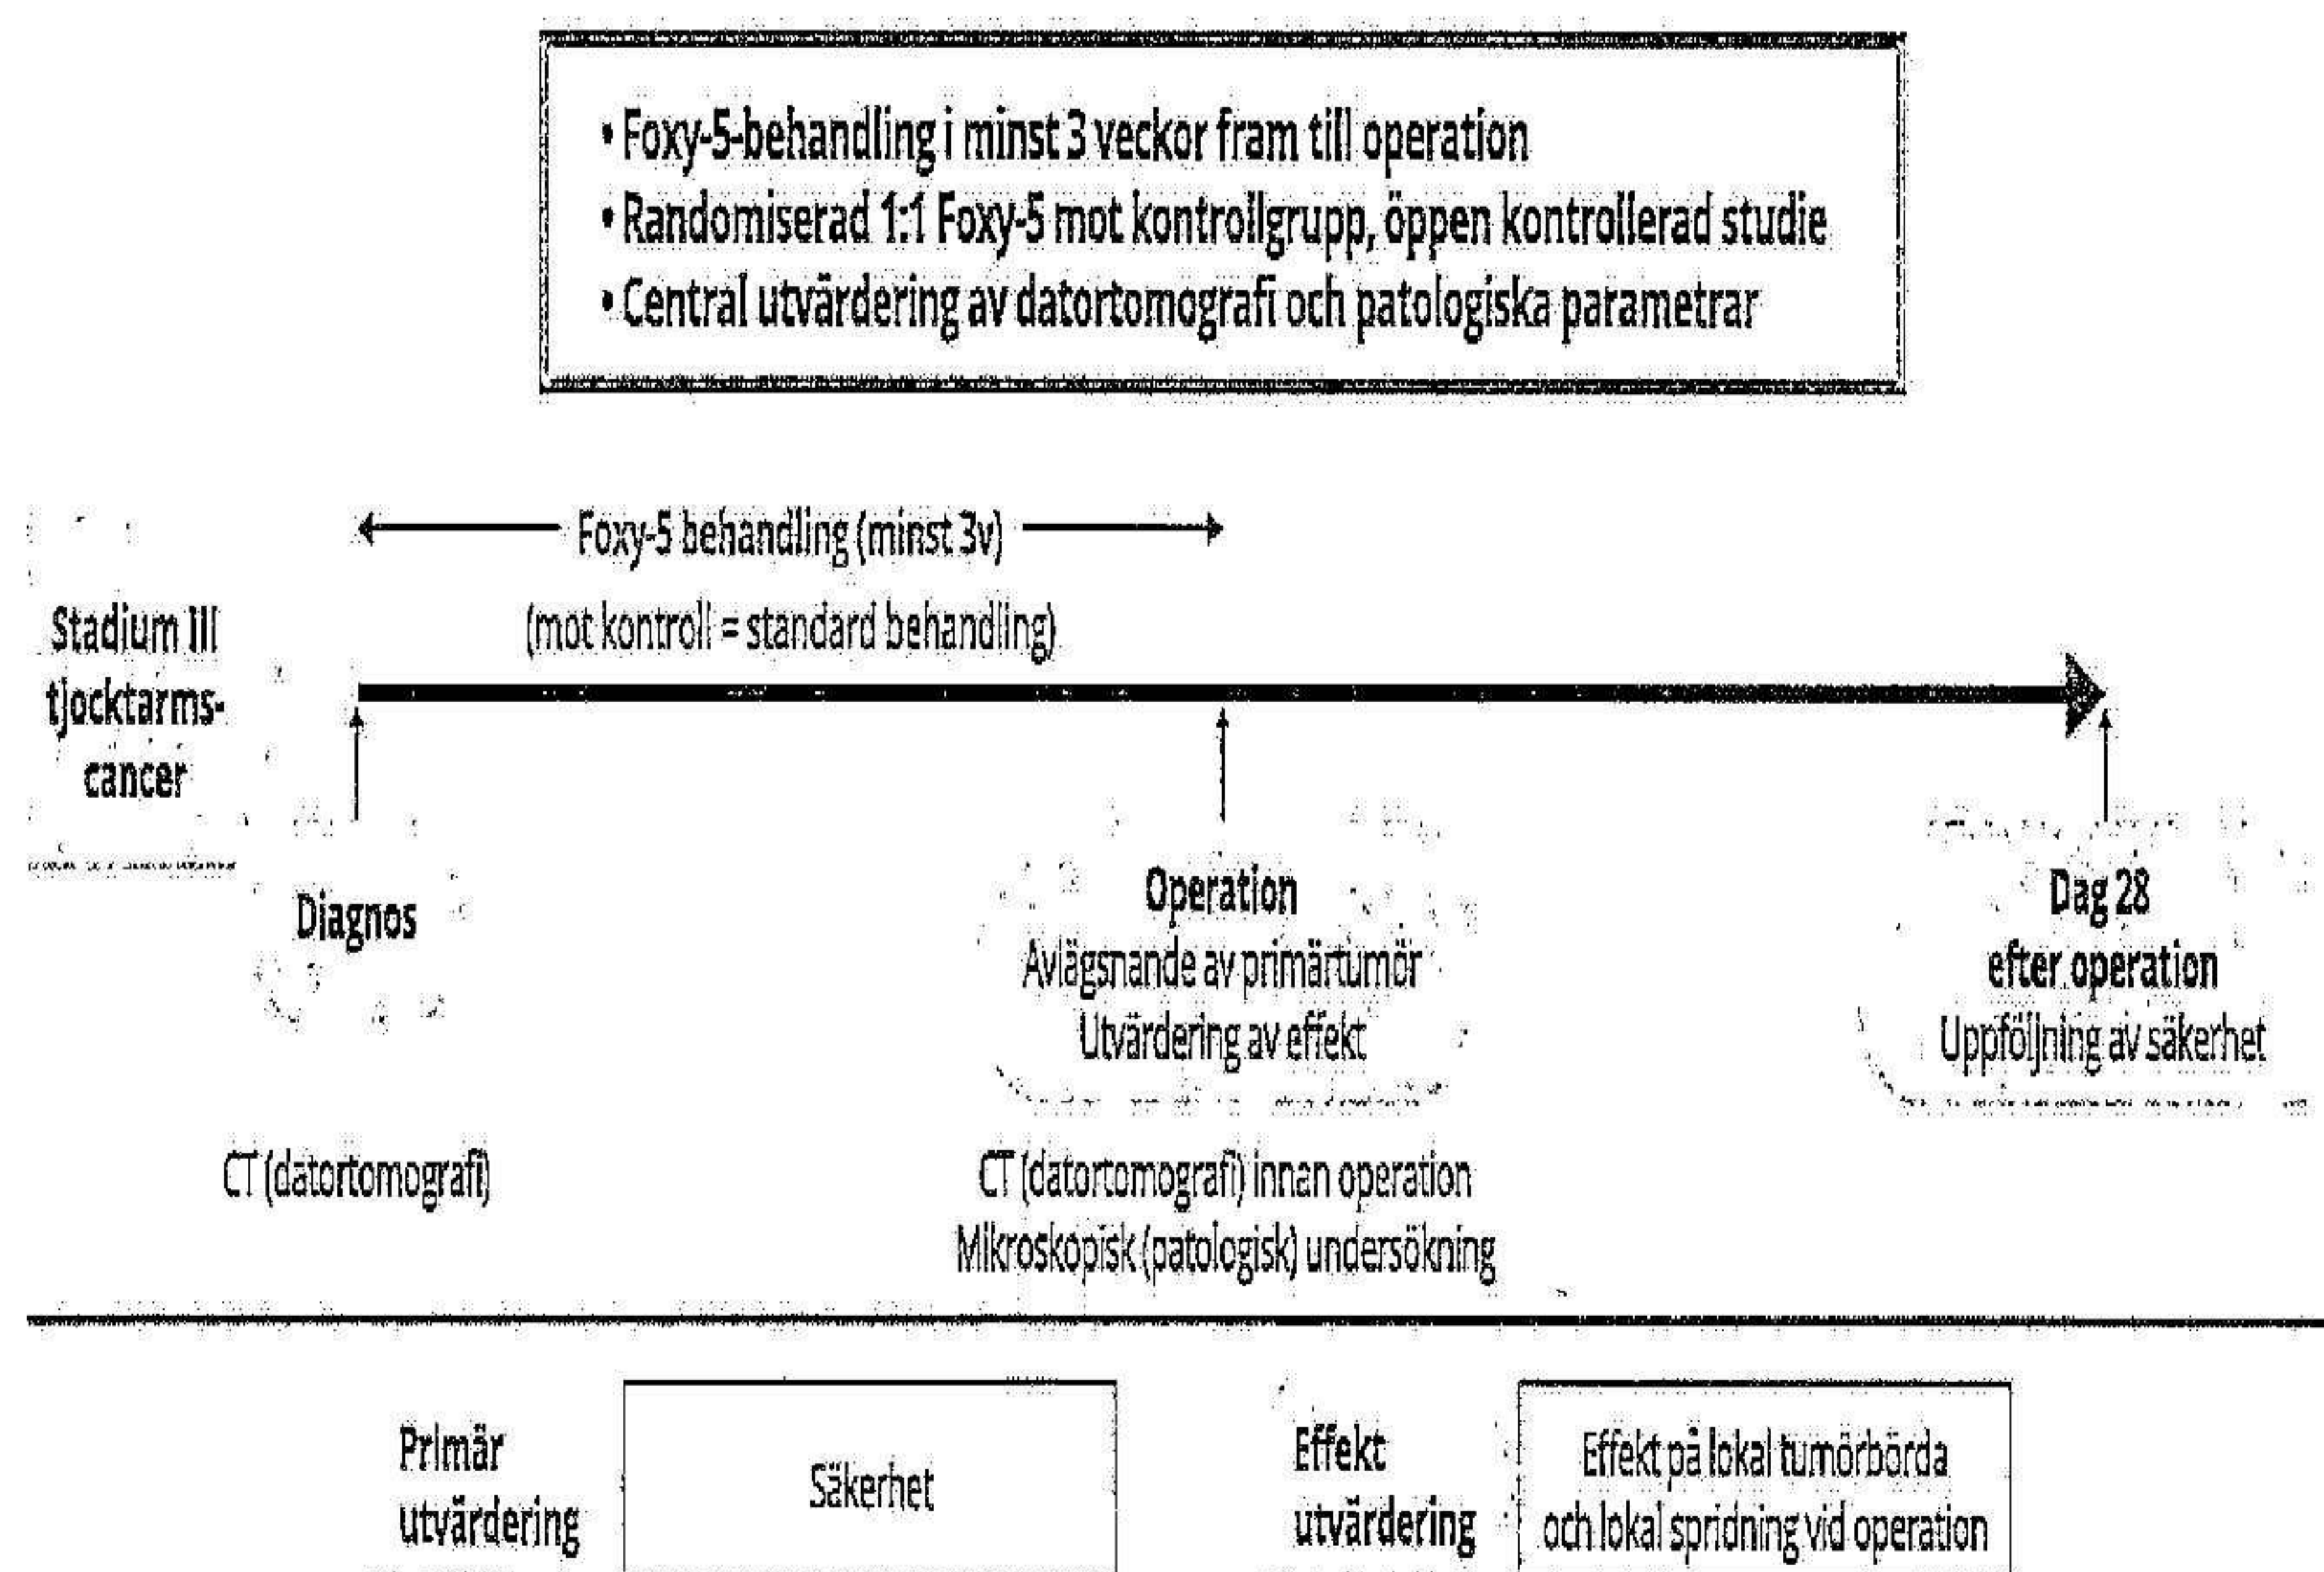 • Foxy-5-behandling i minst 3 veckor fram till operation
• Randomiserad 1:1 Foxy-5 mot kontrollgrupp, öppen kontrollerad studie
• Central utvärdering av datortomografi och patologiska parametrar
Foxy-5 behandling (minst 3v)
(mot kontroll = standard behandling)
Stadium III
tjocktarms-
cancer
Diagnos
Operation
Avlägsnande av primärtumör
Utvärdering av effekt
Dag 28
efter operation
Uppföljning av säkerhet
CT (datortomografi)
CT (datortomografi) innan operation
Mikroskopisk (patologisk) undersökning
Primär
utvärdering
Säkerhet
Effekt
utvärdering
Effekt på lokal tumörbörda
och lokal spridning vid operation